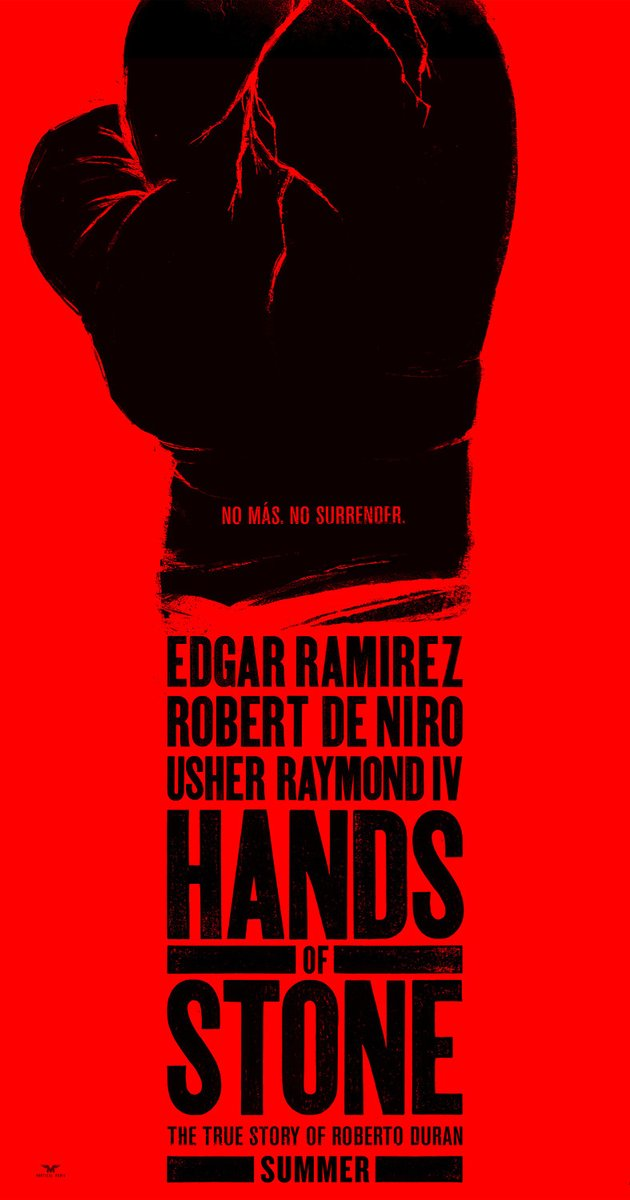 NO MÁS. NO SURRENDER.
EDGAR RAMIREZ
ROBERT DE NIRO
USHER RAYMOND IV
HANDS
OF
STONE
THE TRUE STORY OF ROBERTO DURAN
SUMMER